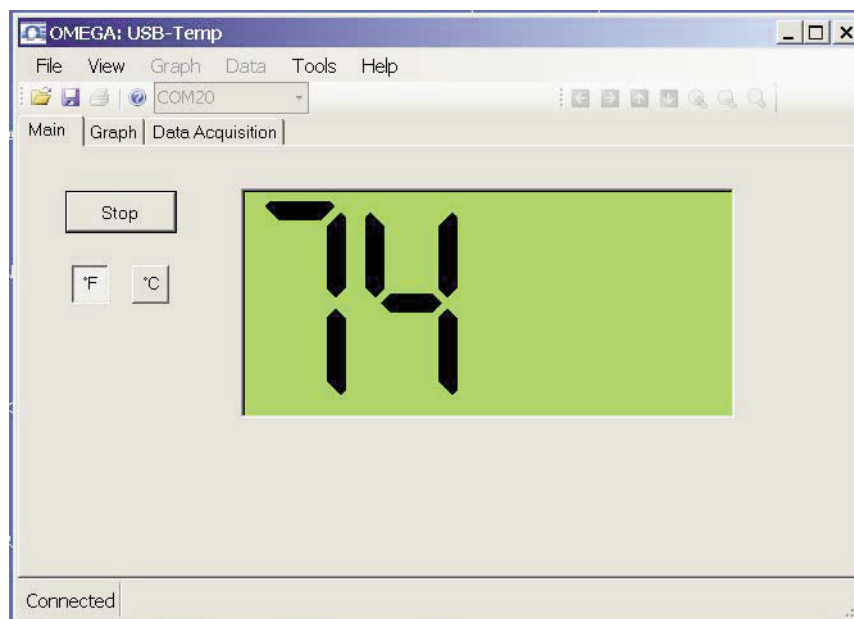 OMEGA: USB-Temp
File View Graph Data Tools Help
COM20
Main Graph Data Acquisition
Stop
74
°F °C
Connected